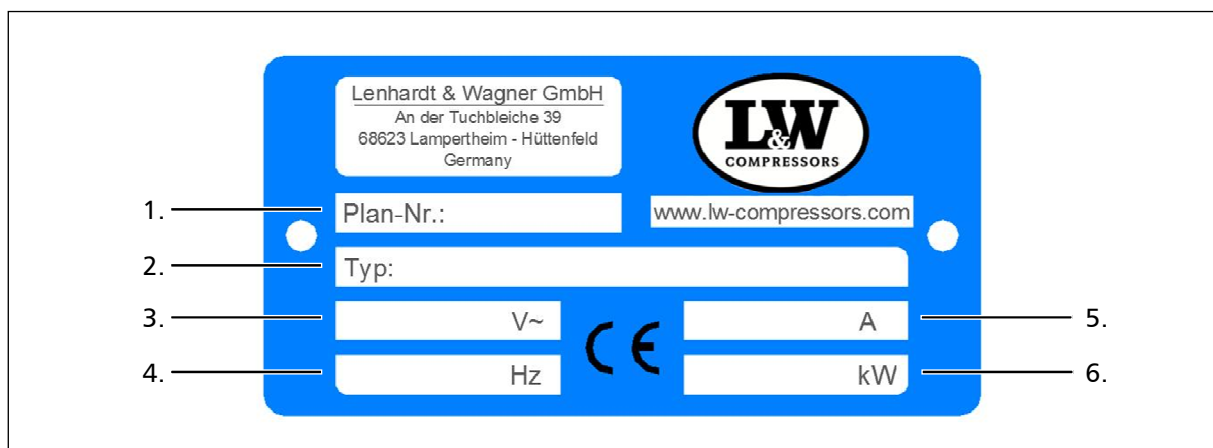 Lenhardt & Wagner GmbH
An der Tuchbleiche 39
68623 Lampertheim - Hüttenfeld
Germany
L&W
COMPRESSORS
1. Plan-Nr.:
www.lw-compressors.com
2. Typ:
3. V~
CE
A 5.
4. Hz
kW 6.